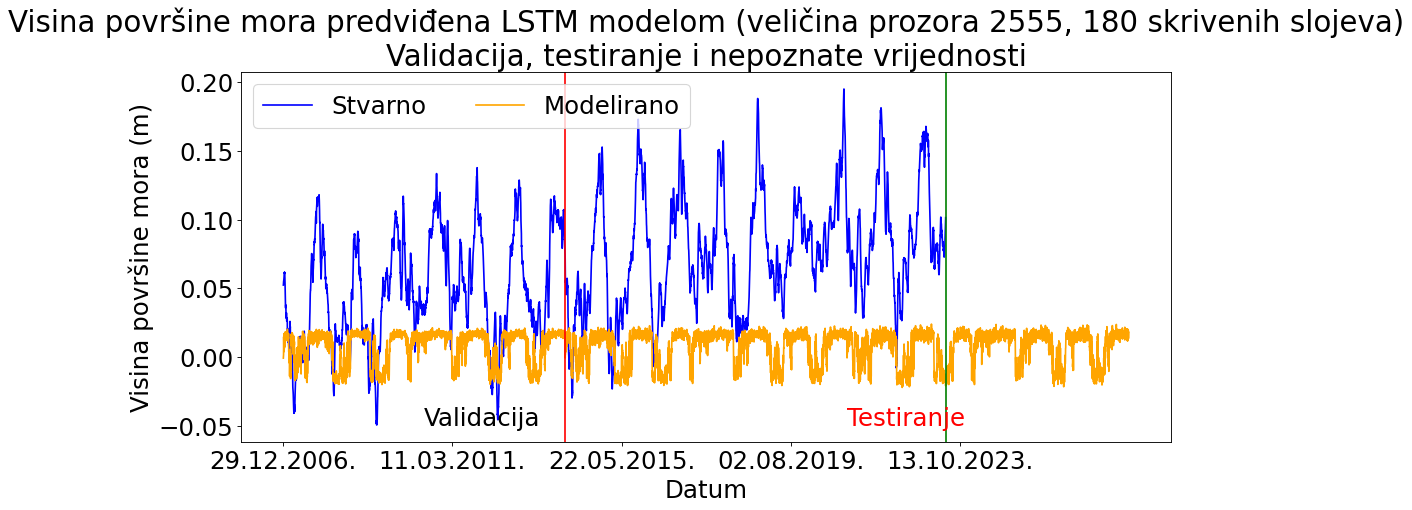 Visina površine mora predviđena LSTM modelom (veličina prozora 2555, 180 skrivenih slojeva)
Validacija, testiranje i nepoznate vrijednosti
Stvarno
Modelirano
Visina površine mora (m)
0.20
0.15
0.10
0.05
0.00
−0.05
Validacija
Testiranje
29.12.2006.
11.03.2011.
22.05.2015.
02.08.2019.
13.10.2023.
Datum